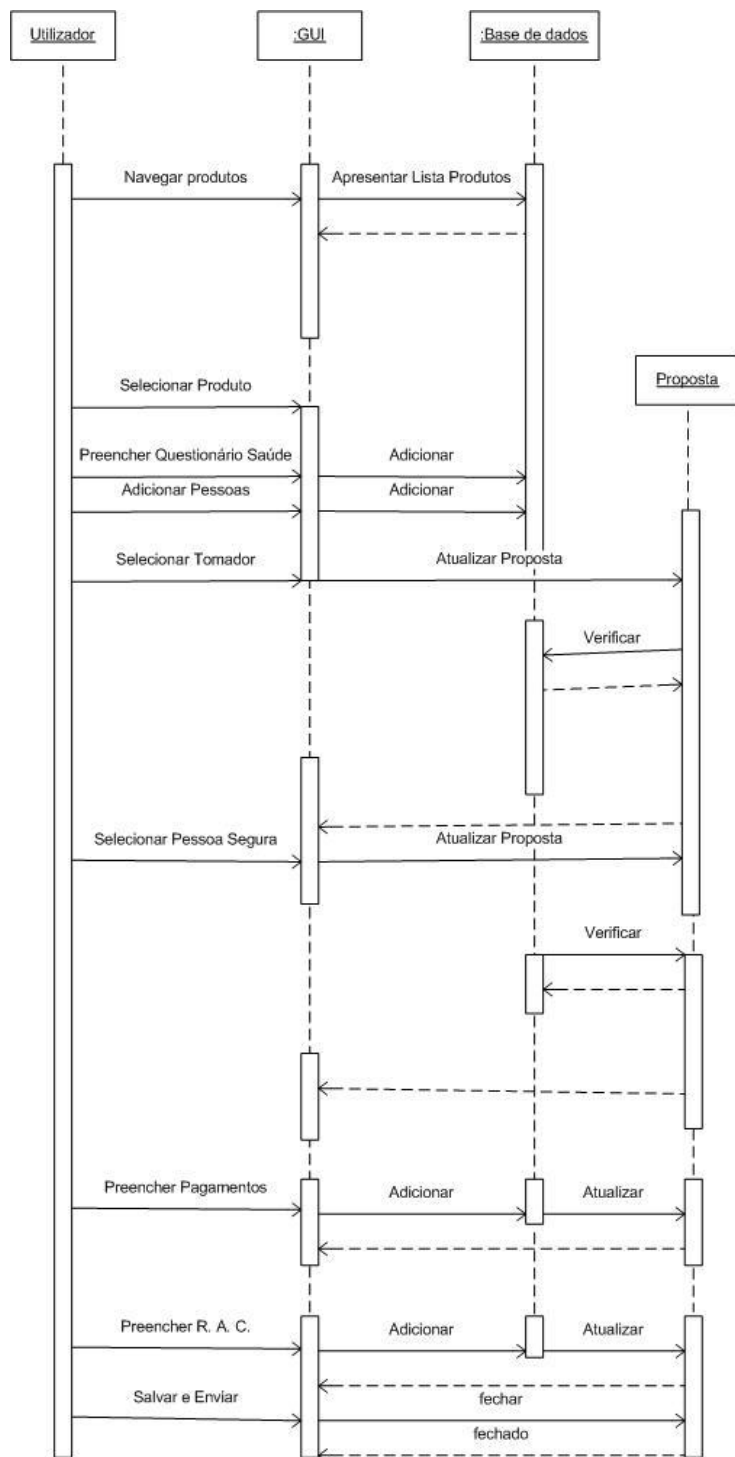 Utilizador
:GUI
:Base de dados
Navegar produtos
Apresentar Lista Produtos
Proposta
Selecionar Produto
Preencher Questionário Saúde
Adicionar
Adicionar Pessoas
Adicionar
Selecionar Tomador
Atualizar Proposta
Verificar
Selecionar Pessoa Segura
Atualizar Proposta
Verificar
Preencher Pagamentos
Adicionar
Atualizar
Preencher R. A. C.
Adicionar
Atualizar
Salvar e Enviar
fechar
fechado